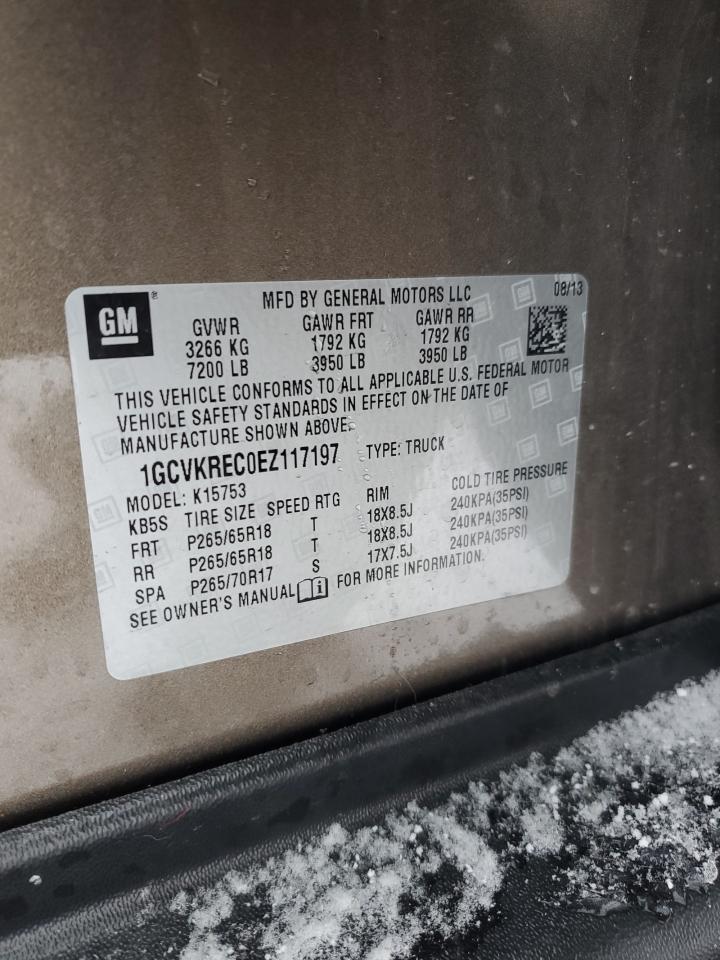 GM
®
MFD BY GENERAL MOTORS LLC
08/13
GVWR GAWR FRT GAWR RR
3266 KG 1792 KG 1792 KG
7200 LB 3950 LB 3950 LB
THIS VEHICLE CONFORMS TO ALL APPLICABLE U.S. FEDERAL MOTOR
VEHICLE SAFETY STANDARDS IN EFFECT ON THE DATE OF
MANUFACTURE SHOWN ABOVE.
1GCVKREC0EZ117197 TYPE: TRUCK
MODEL: K15753
KB5S TIRE SIZE SPEED RTG RIM COLD TIRE PRESSURE
FRT P265/65R18 T 18X8.5J 240KPA(35PSI)
RR P265/65R18 T 18X8.5J 240KPA(35PSI)
SPA P265/70R17 S 17X7.5J 240KPA(35PSI)
SEE OWNER'S MANUAL i FOR MORE INFORMATION.